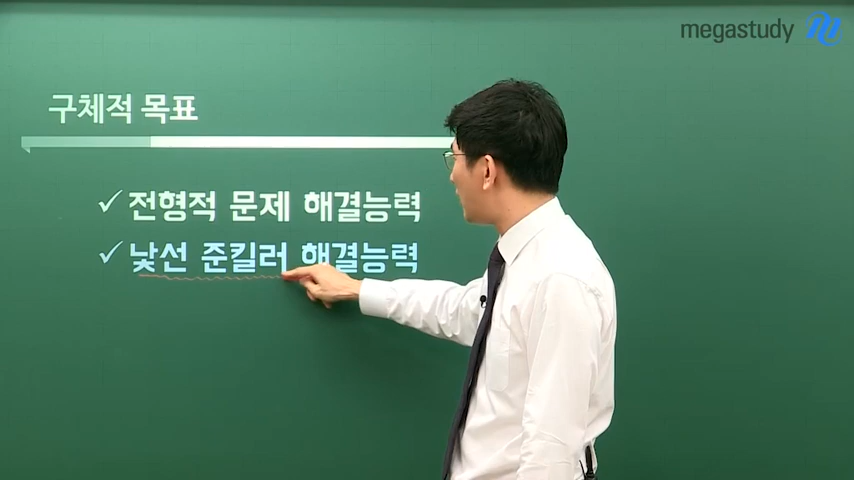 megastudy
구체적 목표
✓ 전형적 문제 해결능력
✓ 낯선 준킬러 해결능력